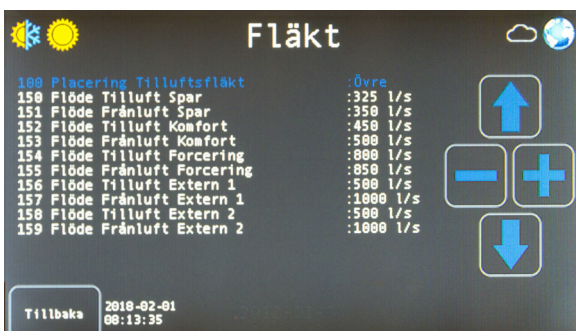 Fläkt
100 Placering Tilluftsfläkt :Övre
150 Flöde Tilluft Spar :325 l/s
151 Flöde Frånluft Spar :350 l/s
152 Flöde Tilluft Komfort :450 l/s
153 Flöde Frånluft Komfort :500 l/s
154 Flöde Tilluft Forcering :800 l/s
155 Flöde Frånluft Forcering :850 l/s
156 Flöde Tilluft Extern 1 :500 l/s
157 Flöde Frånluft Extern 1 :1000 l/s
158 Flöde Tilluft Extern 2 :500 l/s
159 Flöde Frånluft Extern 2 :1000 l/s
Tillbaka
2018-02-01
08:13:35